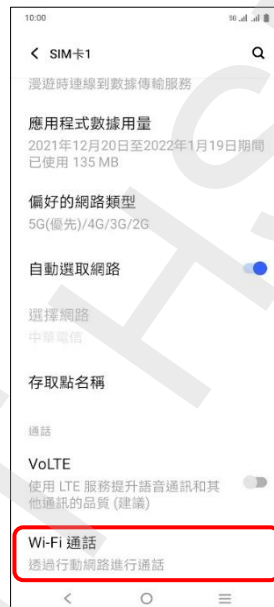 10:00
5G
SIM卡1
漫遊時連線到數據傳輸服務
應用程式數據用量
2021年12月20日至2022年1月19日期間
已使用 135 MB
偏好的網路類型
5G(優先)/4G/3G/2G
自動選取網路
選擇網路
中華電信
存取點名稱
通話
VoLTE
使用 LTE 服務提升語音通訊和其
他通訊的品質 (建議)
Wi-Fi 通話
透過行動網路進行通話